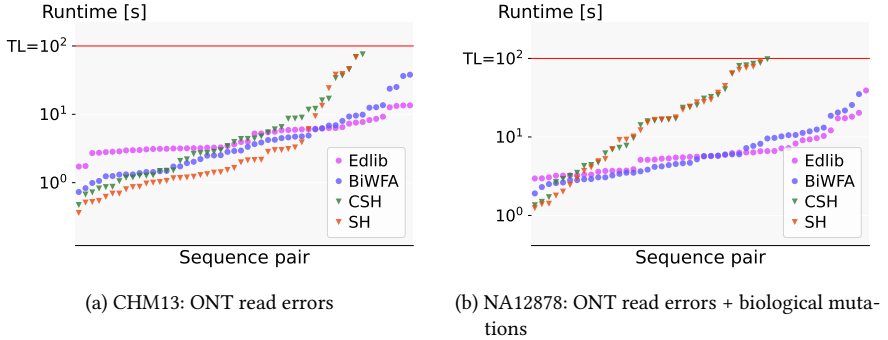 Runtime [s]
TL=10²
10¹
10⁰
Edlib
BiWFA
CSH
SH
Sequence pair
(a) CHM13: ONT read errors
Runtime [s]
TL=10²
10¹
10⁰
Edlib
BiWFA
CSH
SH
Sequence pair
(b) NA12878: ONT read errors + biological muta-
tions